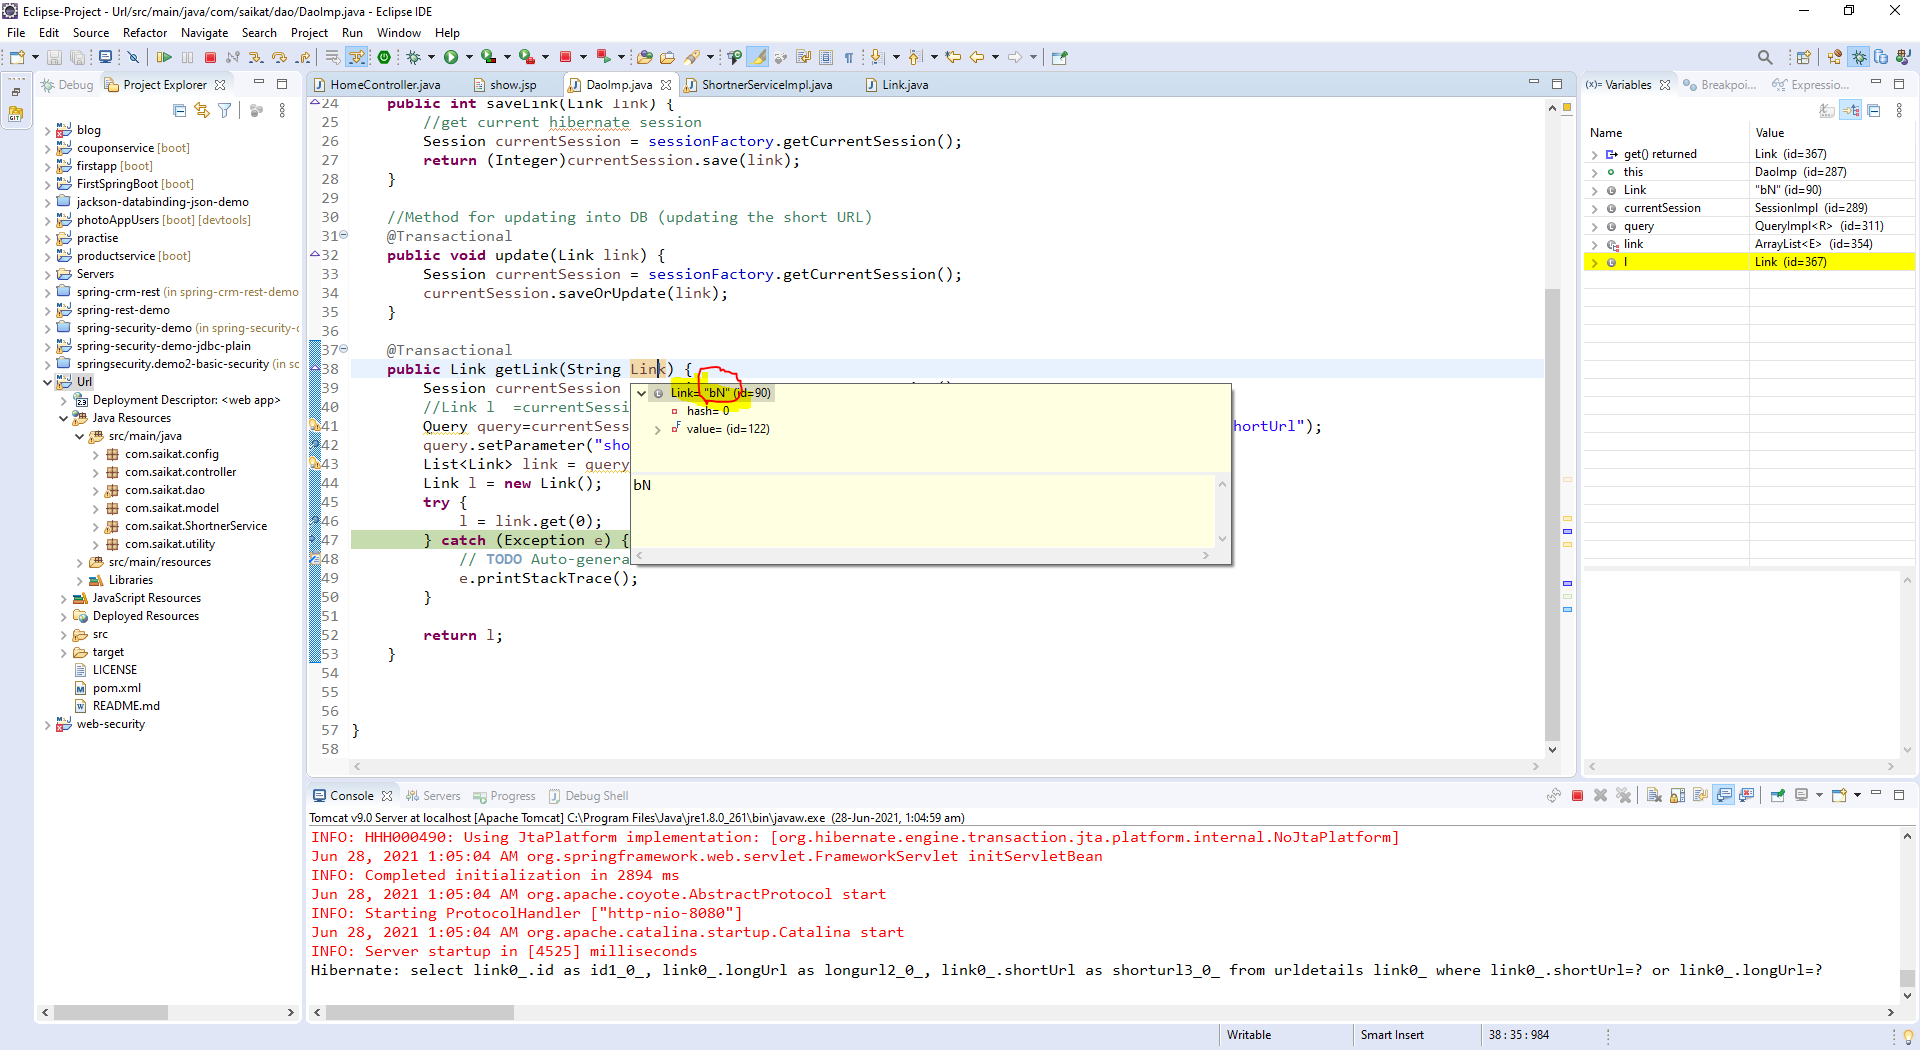 Eclipse-Project - Url/src/main/java/com/saikat/dao/DaoImp.java - Eclipse IDE
File Edit Source Refactor Navigate Search Project Run Window Help
Debug Project Explorer
blog
couponservice [boot]
firstapp [boot]
FirstSpringBoot [boot]
jackson-databinding-json-demo
photoAppUsers [boot] [devtools]
practise
productservice [boot]
Servers
spring-crm-rest (in spring-crm-rest-demo
spring-rest-demo
spring-security-demo (in spring-security-
spring-security-demo-jdbc-plain
springsecurity.demo2-basic-security (in
Url
Deployment Descriptor: <web app>
Java Resources
src/main/java
com.saikat.config
com.saikat.controller
com.saikat.dao
com.saikat.model
com.saikat.ShortnerService
com.saikat.utility
src/main/resources
Libraries
JavaScript Resources
Deployed Resources
src
target
LICENSE
pom.xml
README.md
web-security
HomeController.java show.jsp DaoImp.java ShortnerServiceImpl.java Link.java
24 public int saveLink(Link link) {
25 //get current hibernate session
26 Session currentSession = sessionFactory.getCurrentSession();
27 return (Integer)currentSession.save(link);
28 }
29
30 //Method for updating into DB (updating the short URL)
31 @Transactional
32 public void update(Link link) {
33 Session currentSession = sessionFactory.getCurrentSession();
34 currentSession.saveOrUpdate(link);
35 }
36
37 @Transactional
38 public Link getLink(String Link) {
39 Session currentSession
40 //Link l =currentSessi
41 Query query=currentSess hortUrl");
42 query.setParameter("sho
43 List<Link> link = query
44 Link l = new Link();
45 try {
46 l = link.get(0);
47 } catch (Exception e) {
48 // TODO Auto-genera
49 e.printStackTrace();
50 }
51
52 return l;
53 }
54
55
56
57 }
58
Link= "bN" (id=90)
hash= 0
value= (id=122)
bN
Variables Breakpoi... Expressio...
Name Value
get() returned Link (id=367)
this DaoImp (id=287)
Link "bN" (id=90)
currentSession SessionImpl (id=289)
query QueryImpl<R> (id=311)
link ArrayList<E> (id=354)
l Link (id=367)
Console Servers Progress Debug Shell
Tomcat v9.0 Server at localhost [Apache Tomcat] C:\Program Files\Java\jre1.8.0_261\bin\javaw.exe (28-Jun-2021, 1:04:59 am)
INFO: HHH000490: Using JtaPlatform implementation: [org.hibernate.engine.transaction.jta.platform.internal.NoJtaPlatform]
Jun 28, 2021 1:05:04 AM org.springframework.web.servlet.FrameworkServlet initServletBean
INFO: Completed initialization in 2894 ms
Jun 28, 2021 1:05:04 AM org.apache.coyote.AbstractProtocol start
INFO: Starting ProtocolHandler ["http-nio-8080"]
Jun 28, 2021 1:05:04 AM org.apache.catalina.startup.Catalina start
INFO: Server startup in [4525] milliseconds
Hibernate: select link0_.id as id1_0_, link0_.longUrl as longurl2_0_, link0_.shortUrl as shorturl3_0_ from urldetails link0_ where link0_.shortUrl=? or link0_.longUrl=?
Writable Smart Insert 38 : 35 : 984